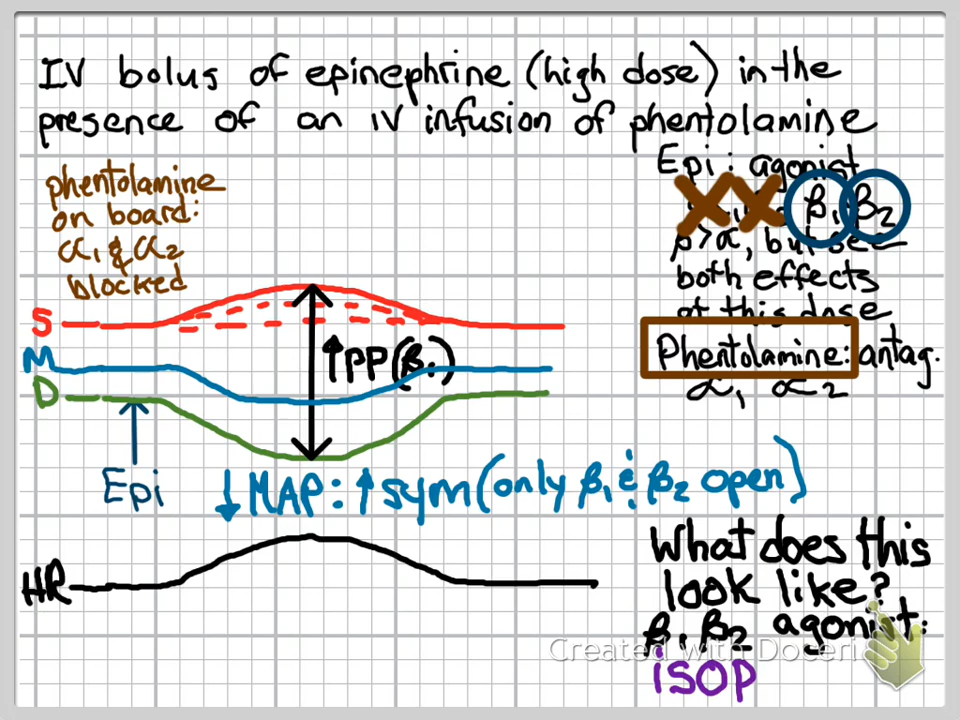 IV bolus of epinephrine (high dose) in the
presence of an IV infusion of phentolamine
phentolamine
on board:
α1 & α2
blocked
Epi: agonist
β1 β2
β>α, but see
both effects
at this dose
Phentolamine: antag.
α1 α2
S
M
D
↑PP(β1)
Epi
↓MAP: ↑sym(only β1 & β2 open)
HR
What does this
look like?
β1 β2 agonist:
ISOP
Created with Doceri